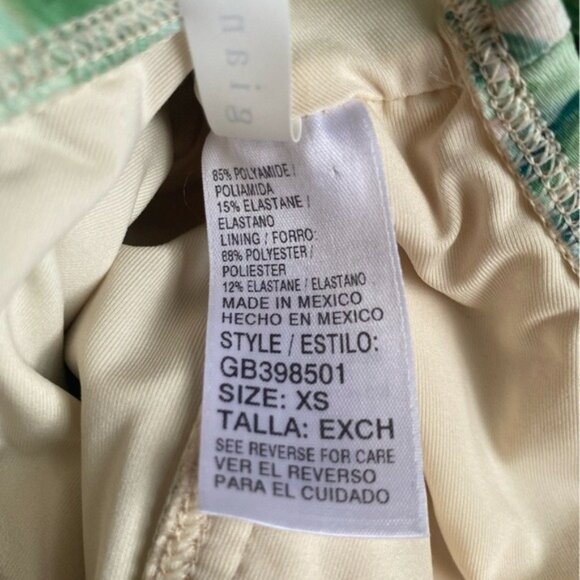 gian
85% POLYAMIDE /
POLIAMIDA
15% ELASTANE /
ELASTANO
LINING / FORRO:
88% POLYESTER /
POLIESTER
12% ELASTANE / ELASTANO
MADE IN MEXICO
HECHO EN MEXICO
STYLE / ESTILO:
GB398501
SIZE: XS
TALLA: EXCH
SEE REVERSE FOR CARE
VER EL REVERSO
PARA EL CUIDADO